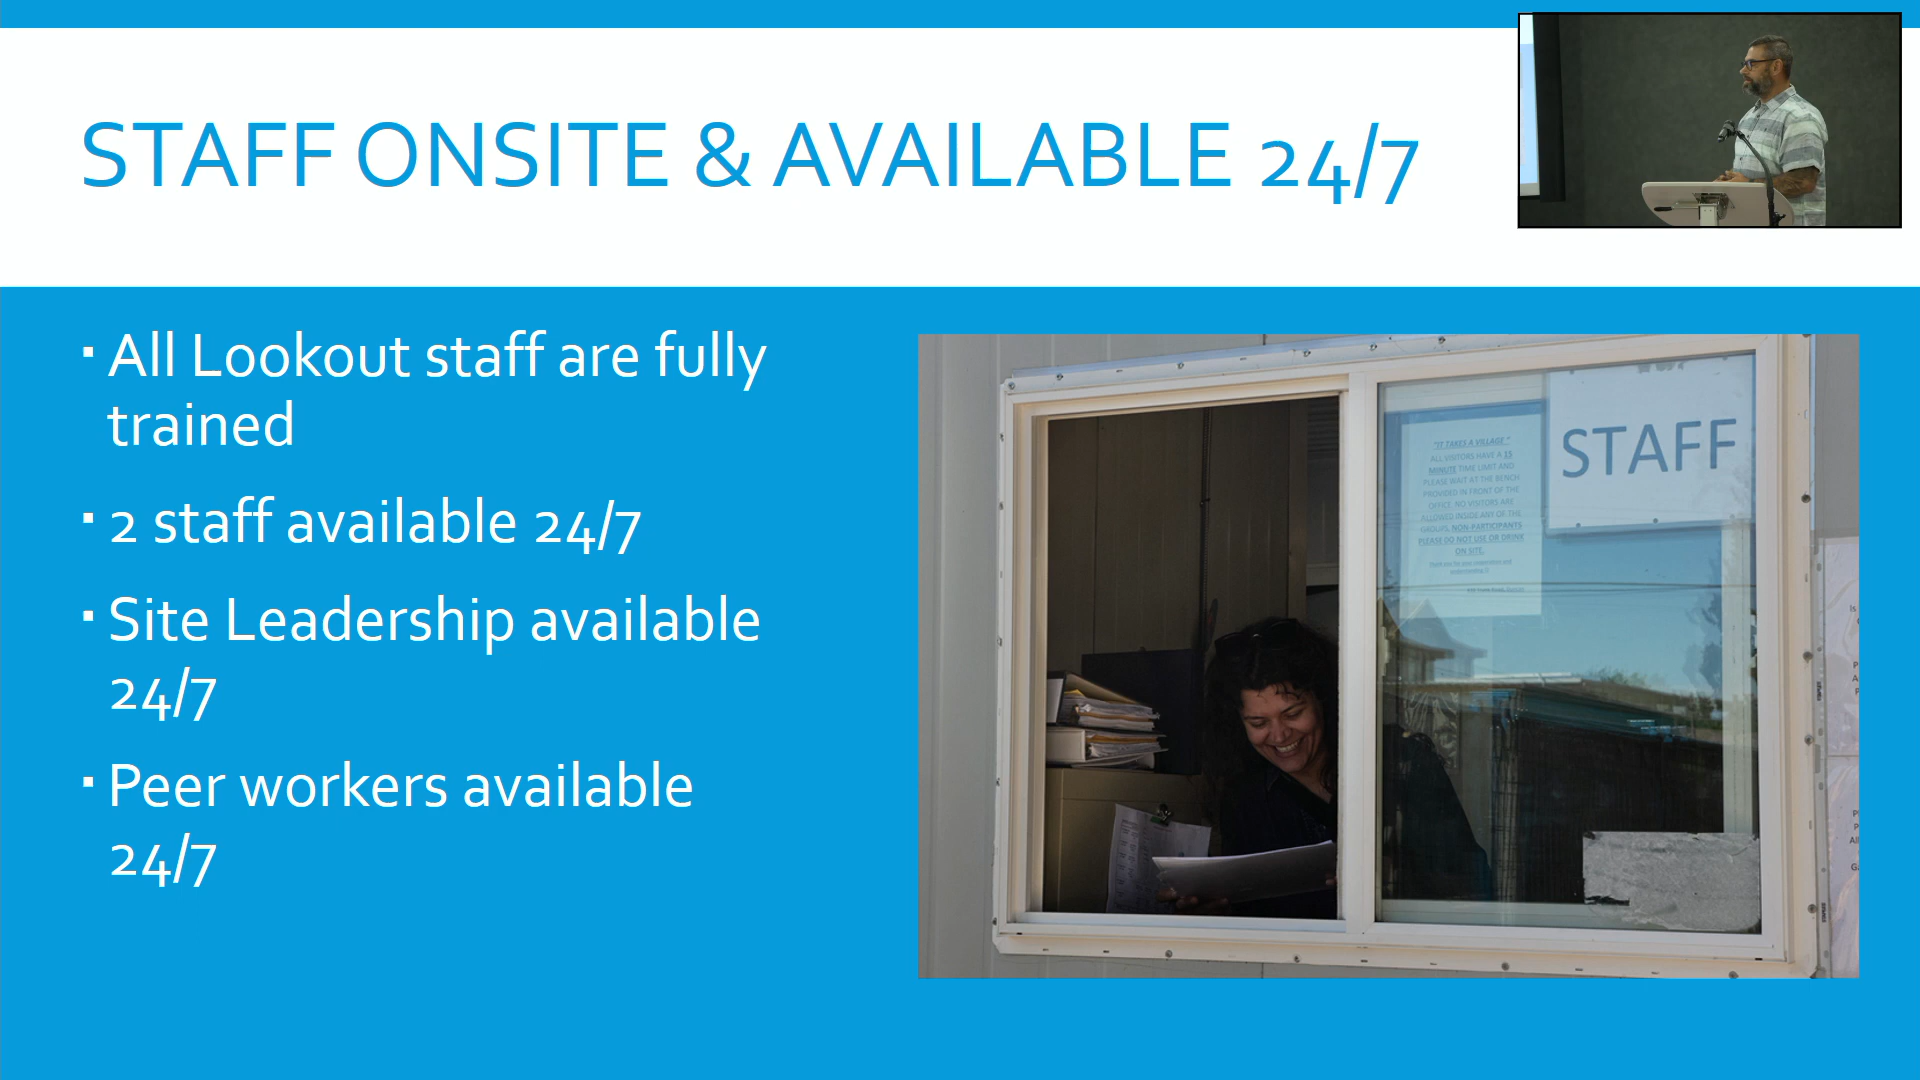 STAFF ONSITE & AVAILABLE 24/7
▪ All Lookout staff are fully
trained
▪ 2 staff available 24/7
▪ Site Leadership available
24/7
▪ Peer workers available
24/7
STAFF
"IT TAKES A VILLAGE"
ALL VISITORS HAVE A 15
MINUTE TIME LIMIT AND
PLEASE WAIT AT THE BENCH
PROVIDED IN FRONT OF THE
OFFICE. NO VISITORS ARE
ALLOWED INSIDE ANY OF THE
GROUPS. NON-PARTICIPANTS
PLEASE DO NOT USE OR DRINK
ON SITE.